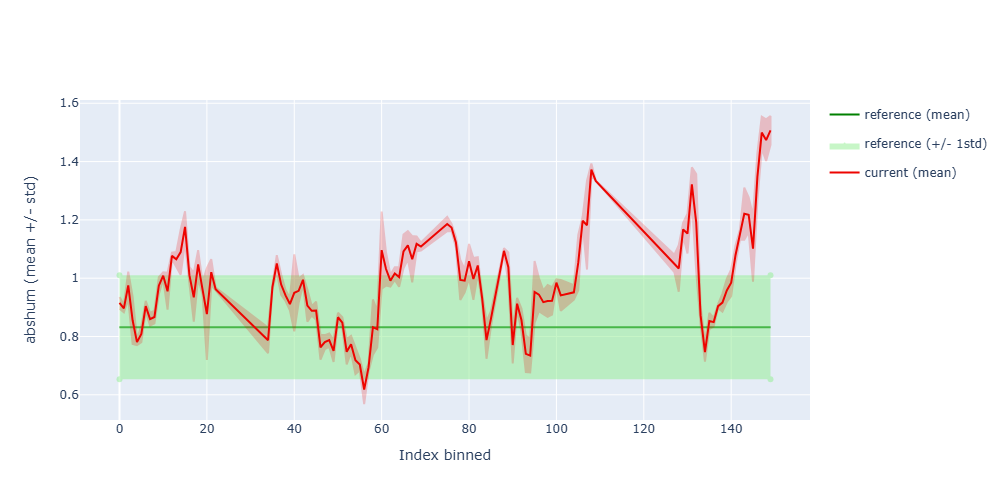 1.6
1.4
1.2
1
0.8
0.6
abshum (mean +/- std)
0
20
40
60
80
100
120
140
Index binned
reference (mean)
reference (+/- 1std)
current (mean)